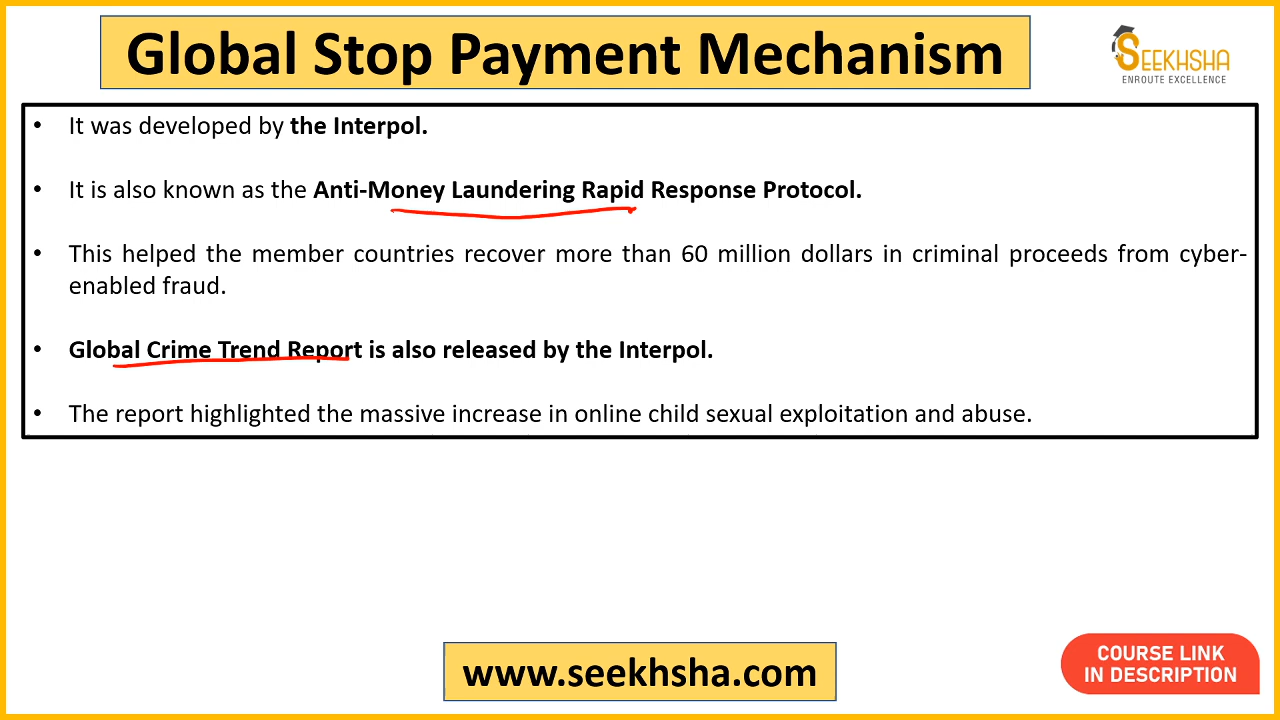 Global Stop Payment Mechanism
SEEKHSHA
ENROUTE EXCELLENCE
• It was developed by the Interpol.
• It is also known as the Anti-Money Laundering Rapid Response Protocol.
• This helped the member countries recover more than 60 million dollars in criminal proceeds from cyber-
enabled fraud.
• Global Crime Trend Report is also released by the Interpol.
• The report highlighted the massive increase in online child sexual exploitation and abuse.
www.seekhsha.com
COURSE LINK
IN DESCRIPTION